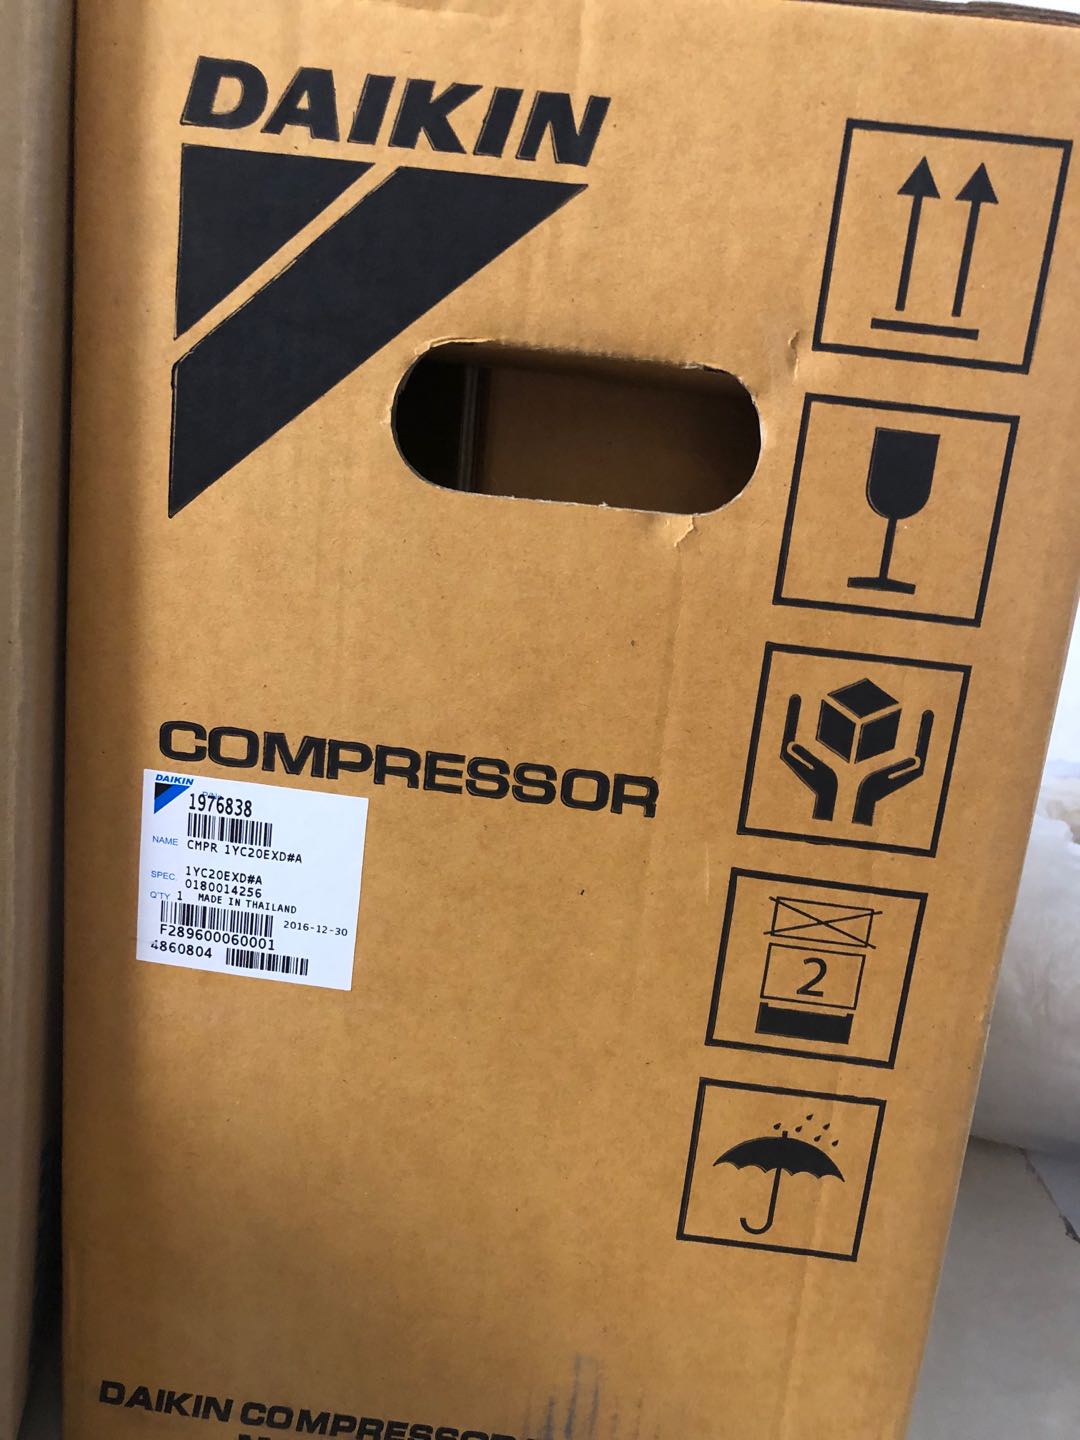 DAIKIN
COMPRESSOR
DAIKIN
1976838
NAME CMPR 1YC20EXD#A
SPEC. 1YC20EXD#A
0180014256
Q'TY 1 MADE IN THAILAND
2016-12-30
F289600060001
4860804
2
DAIKIN COMPRESSOR